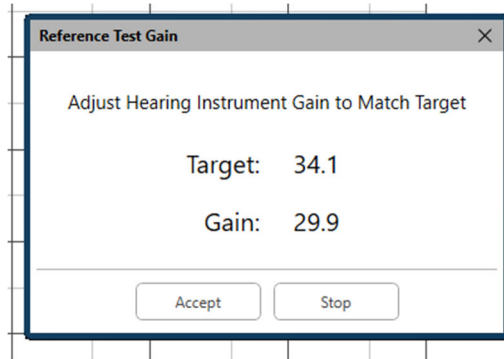 Reference Test Gain
Adjust Hearing Instrument Gain to Match Target
Target: 34.1
Gain: 29.9
Accept Stop